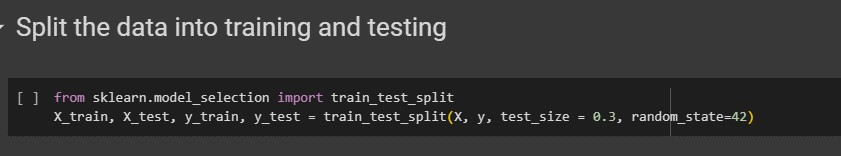 Split the data into training and testing
[ ] from sklearn.model_selection import train_test_split
X_train, X_test, y_train, y_test = train_test_split(X, y, test_size = 0.3, random_state=42)